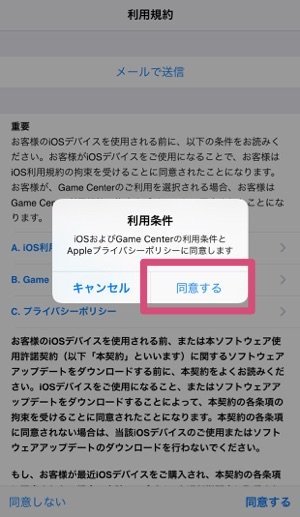 利用規約
メールで送信
重要
お客様のiOSデバイスを使用される前に、以下の条件をお読みく
ださい。お客様がiOSデバイスをご使用になることで、お客様は
iOS利用規約の拘束を受けることに同意されたことになります。
お客様が、Game Centerのご利用を選択される場合、お客様は
Game Cen
ことにな
ります。
利用条件
iOSおよびGame Centerの利用条件と
Appleプライバシーポリシーに同意します
キャンセル
同意する
A. iOS利
B. Game
C. プライバシーポリシー
お客様のiOSデバイスを使用される前、または本ソフトウェア使
用許諾契約（以下「本契約」といいます）に関するソフトウェア
アップデートをダウンロードする前に、本契約をよくお読みくだ
さい。iOSデバイスをご使用になること、またはソフトウェアア
ップデートをダウンロードすることによって、本契約の各条項の
拘束を受けることに同意されたことになります。本契約の各条項
に同意されない場合は、当該iOSデバイスのご使用またはソフト
ウェアアップデートのダウンロードを行わないでください。
もし、お客様が最近iOSデバイスをご購入され、本契約の各条項
同意しない
同意する